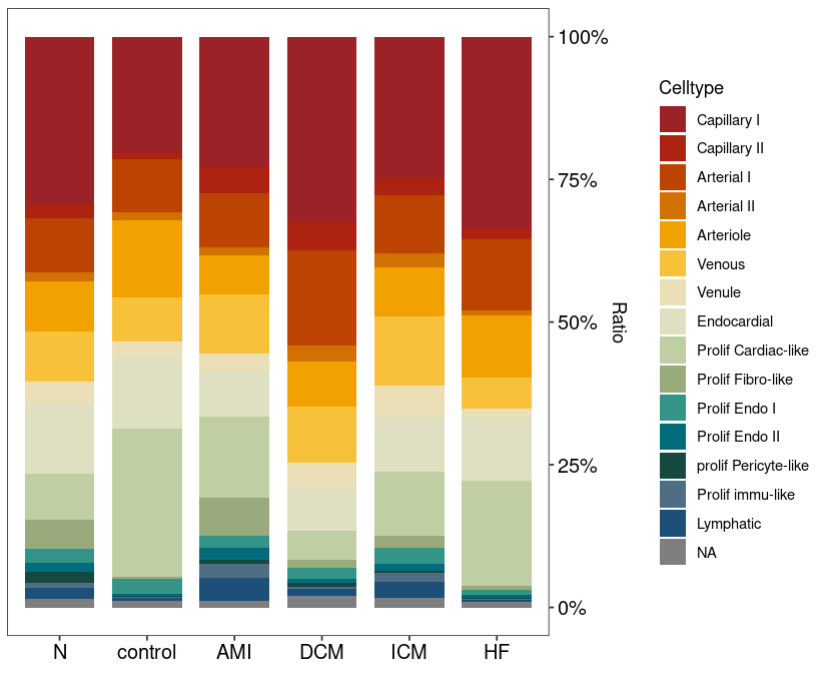 100%
75%
50%
25%
0%
Ratio
N control AMI DCM ICM HF
Celltype
Capillary I
Capillary II
Arterial I
Arterial II
Arteriole
Venous
Venule
Endocardial
Prolif Cardiac-like
Prolif Fibro-like
Prolif Endo I
Prolif Endo II
prolif Pericyte-like
Prolif immu-like
Lymphatic
NA